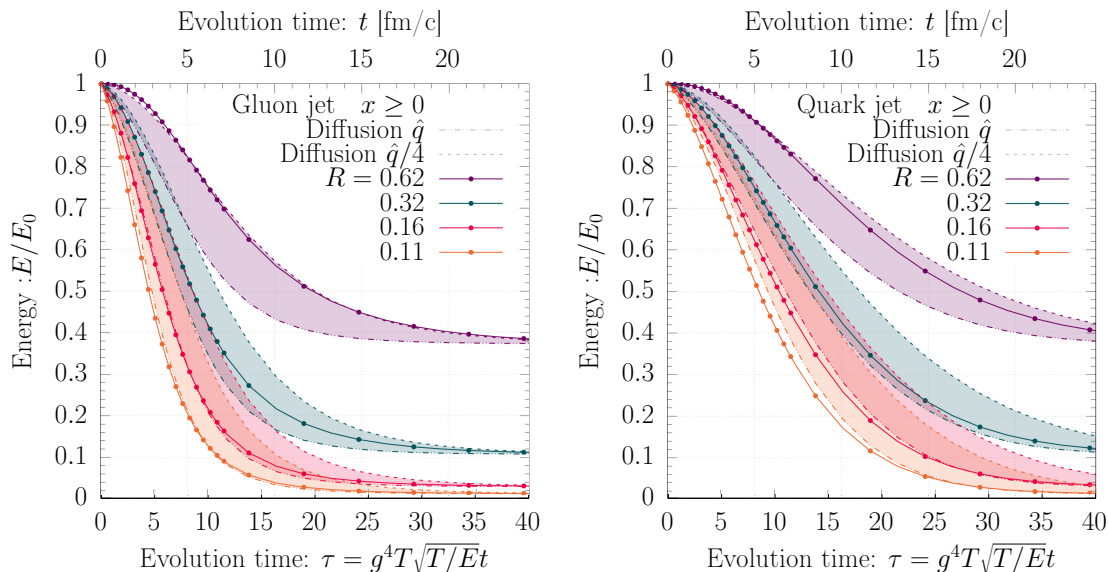 Evolution time: t [fm/c]
0 5 10 15 20
1
0.9
0.8
0.7
0.6
0.5
0.4
0.3
0.2
0.1
0
Energy :E/E₀
Gluon jet x ≥ 0
Diffusion q̂
Diffusion q̂/4
R = 0.62
0.32
0.16
0.11
0 5 10 15 20 25 30 35 40
Evolution time: τ = g⁴T√(T/E)t
Evolution time: t [fm/c]
0 5 10 15 20
1
0.9
0.8
0.7
0.6
0.5
0.4
0.3
0.2
0.1
0
Energy :E/E₀
Quark jet x ≥ 0
Diffusion q̂
Diffusion q̂/4
R = 0.62
0.32
0.16
0.11
0 5 10 15 20 25 30 35 40
Evolution time: τ = g⁴T√(T/E)t